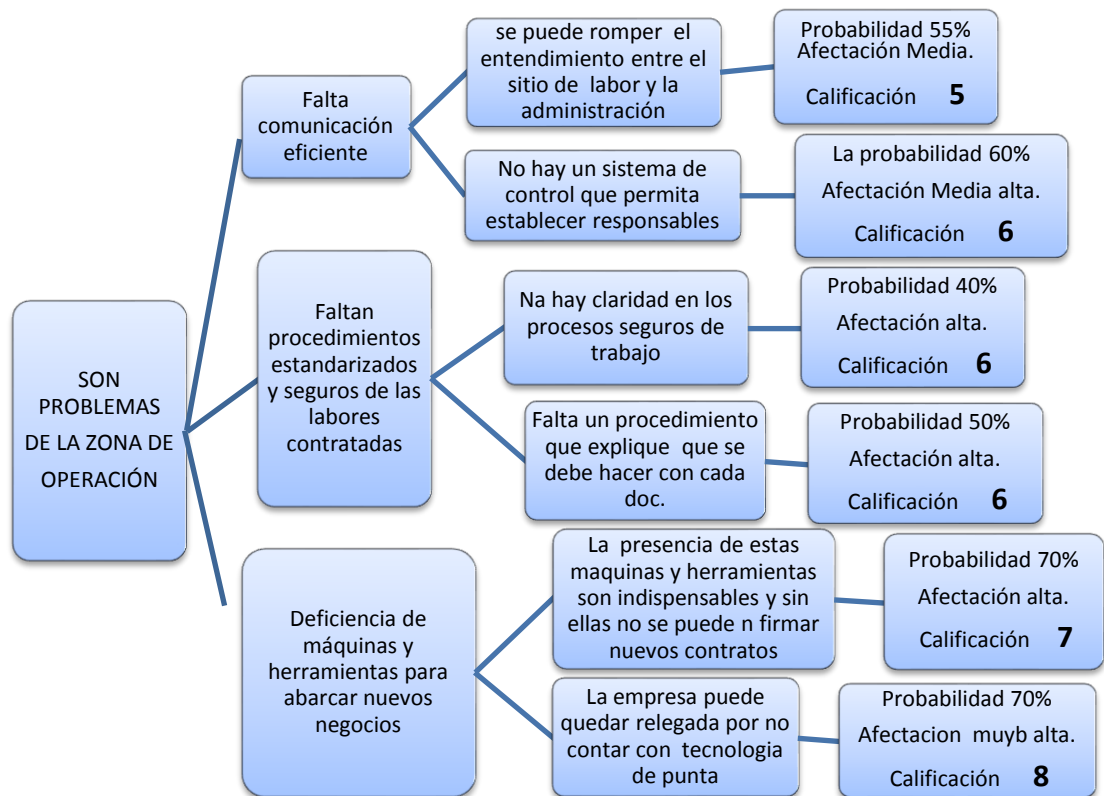 SON
PROBLEMAS
DE LA ZONA DE
OPERACIÓN
Falta
comunicación
eficiente
se puede romper el
entendimiento entre el
sitio de labor y la
administración
Probabilidad 55%
Afectación Media.
Calificación 5
No hay un sistema de
control que permita
establecer responsables
La probabilidad 60%
Afectación Media alta.
Calificación 6
Faltan
procedimientos
estandarizados
y seguros de las
labores
contratadas
Na hay claridad en los
procesos seguros de
trabajo
Probabilidad 40%
Afectación alta.
Calificación 6
Falta un procedimiento
que explique que se
debe hacer con cada
doc.
Probabilidad 50%
Afectación alta.
Calificación 6
Deficiencia de
máquinas y
herramientas para
abarcar nuevos
negocios
La presencia de estas
maquinas y herramientas
son indispensables y sin
ellas no se puede n firmar
nuevos contratos
Probabilidad 70%
Afectación alta.
Calificación 7
La empresa puede
quedar relegada por no
contar con tecnologia
de punta
Probabilidad 70%
Afectacion muyb alta.
Calificación 8